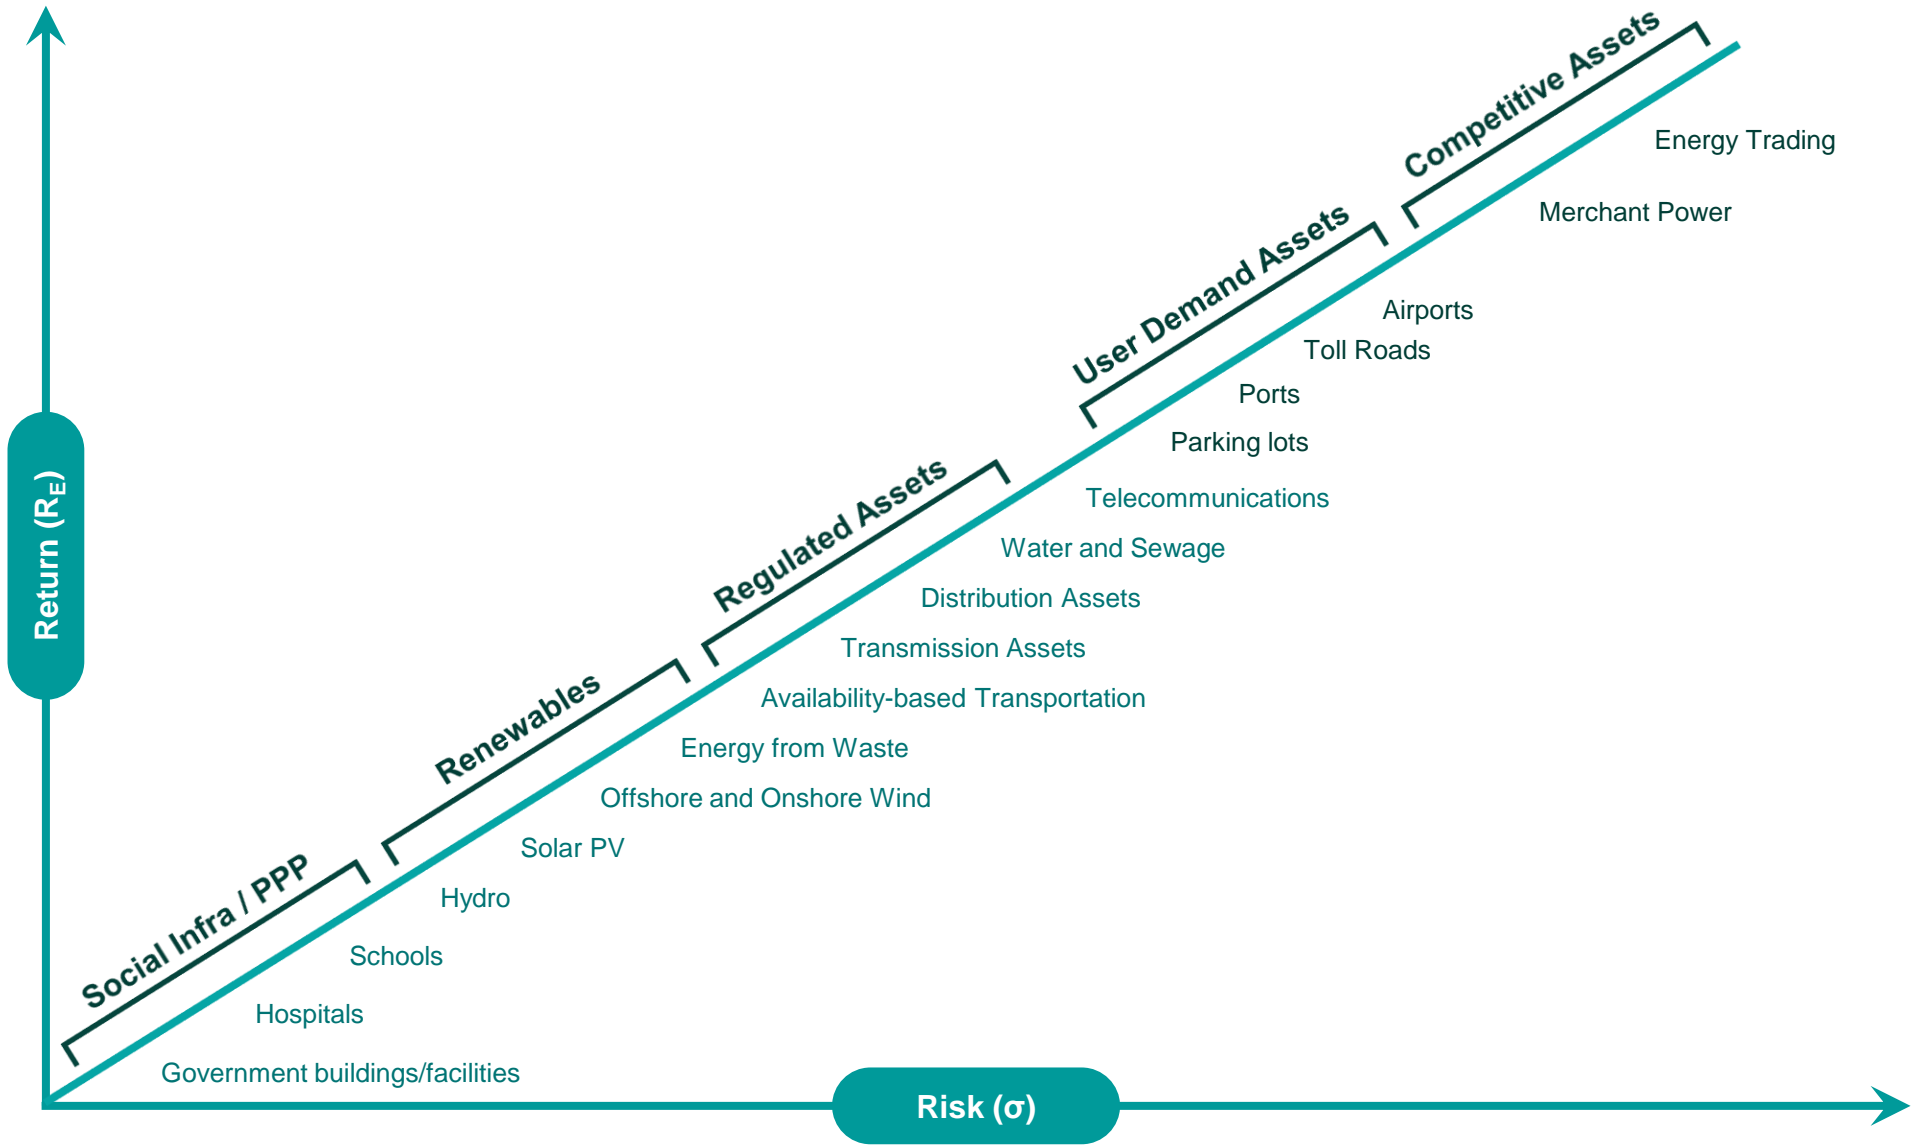 Competitive Assets
Energy Trading
Merchant Power
User Demand Assets
Airports
Toll Roads
Ports
Parking lots
Regulated Assets
Telecommunications
Water and Sewage
Distribution Assets
Transmission Assets
Availability-based Transportation
Renewables
Energy from Waste
Offshore and Onshore Wind
Solar PV
Hydro
Social Infra / PPP
Schools
Hospitals
Government buildings/facilities
Return (R_E)
Risk (σ)